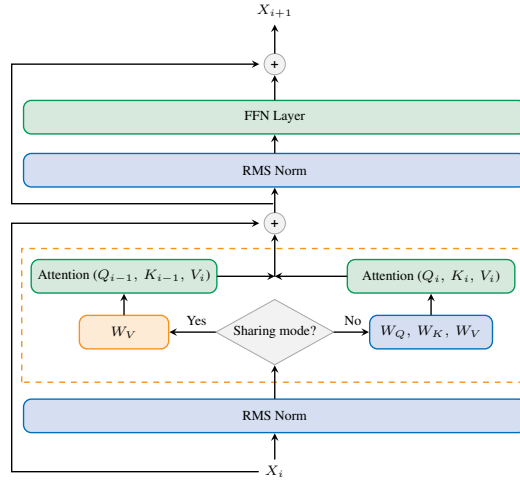 X_{i+1}
+
FFN Layer
RMS Norm
+
Attention (Q_{i−1}, K_{i−1}, V_i)
Attention (Q_i, K_i, V_i)
W_V
Yes
Sharing mode?
No
W_Q, W_K, W_V
RMS Norm
X_i